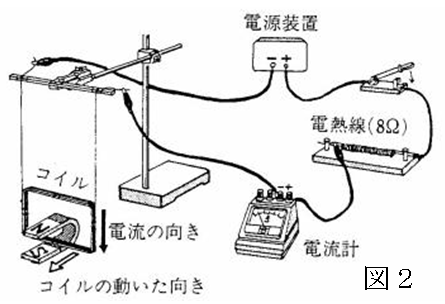 電源装置
− +
電熱線(8Ω)
コイル
N
S
電流の向き
コイルの動いた向き
− +
電流計
図2